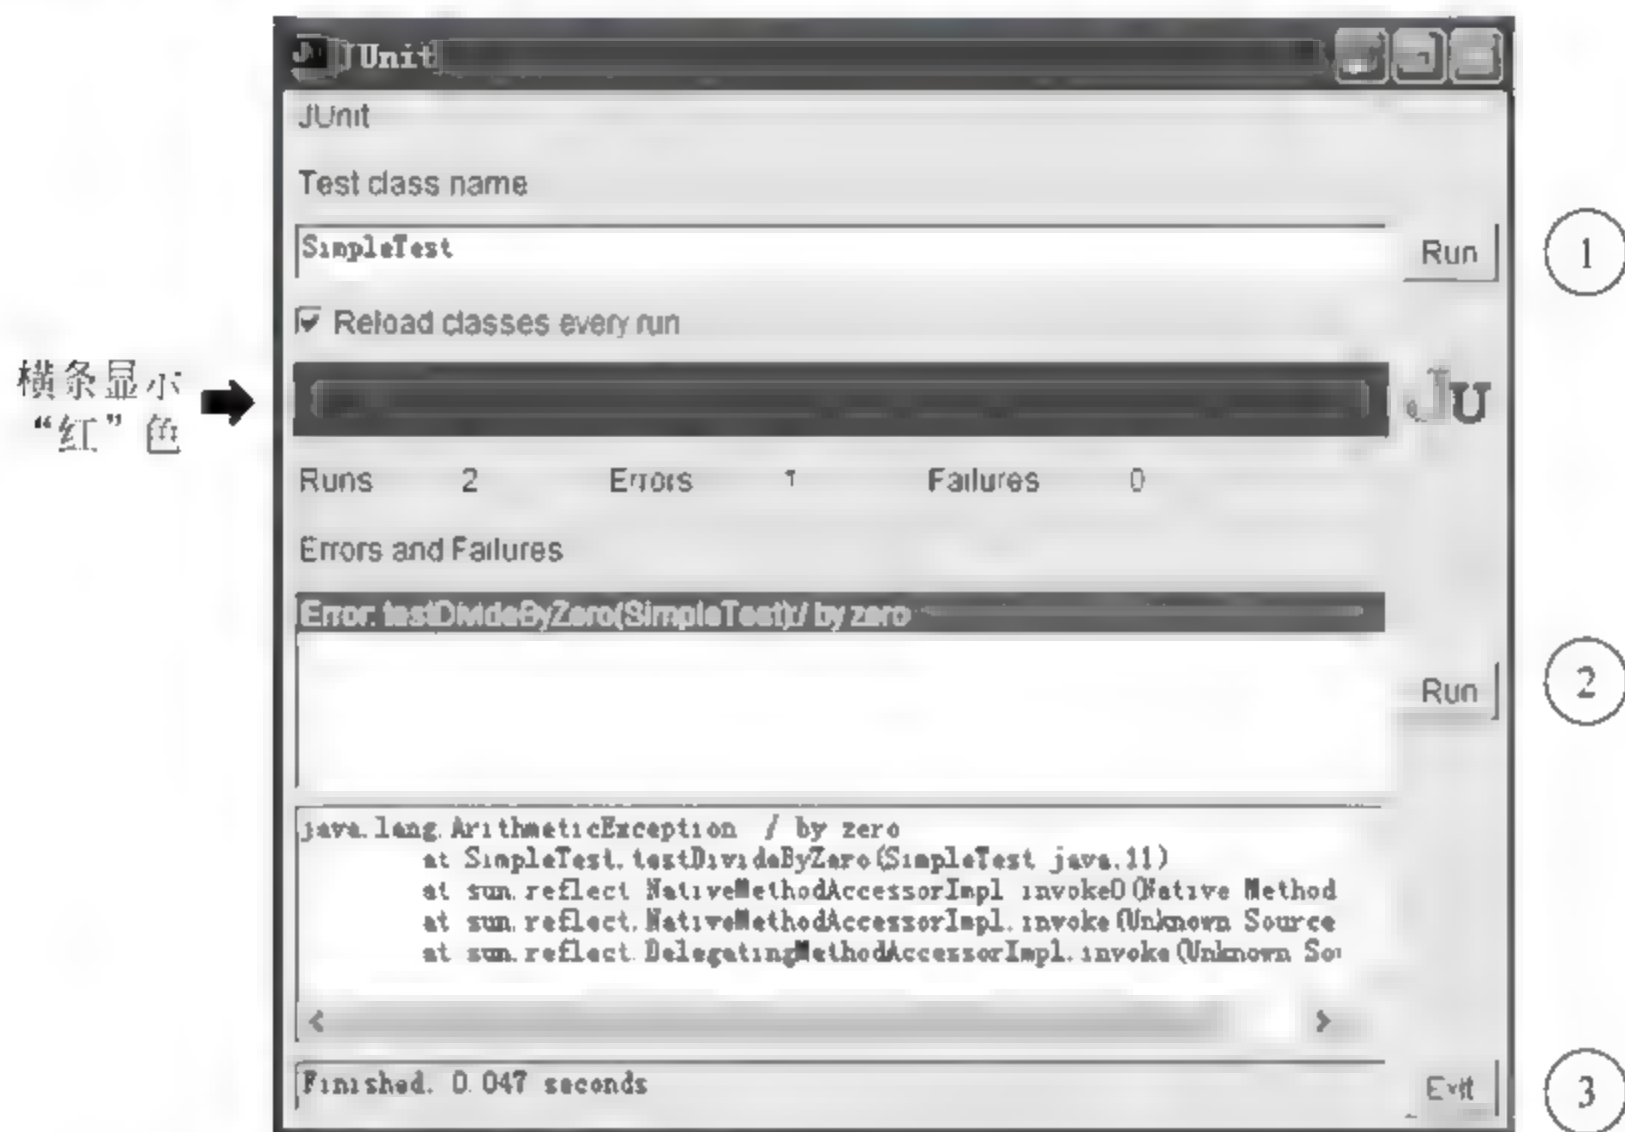 JUnit
JUnit
Test class name
SimpleTest
Run
1
Reload classes every run
横条显示
“红”色
JU
Runs 2 Errors 1 Failures 0
Errors and Failures
Error: testDivideByZero(SimpleTest):/ by zero
Run
2
java.lang.ArithmeticException / by zero
at SimpleTest.testDivideByZero(SimpleTest java.11)
at sun.reflect NativeMethodAccessorImpl invoke0(Native Method
at sun.reflect.NativeMethodAccessorImpl.invoke(Unknown Source
at sun.reflect DelegatingMethodAccessorImpl.invoke(Unknown Sou
Finished. 0.047 seconds
Exit
3